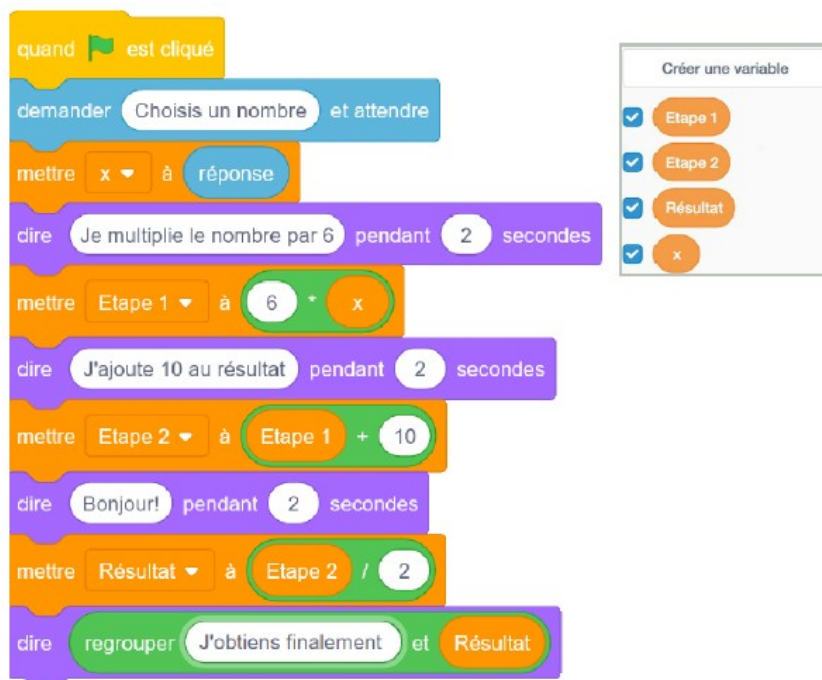 quand est cliqué
demander Choisis un nombre et attendre
mettre x à réponse
dire Je multiplie le nombre par 6 pendant 2 secondes
mettre Etape 1 à 6 * x
dire J'ajoute 10 au résultat pendant 2 secondes
mettre Etape 2 à Etape 1 + 10
dire Bonjour! pendant 2 secondes
mettre Résultat à Etape 2 / 2
dire regrouper J'obtiens finalement et Résultat
Créer une variable
Etape 1
Etape 2
Résultat
x